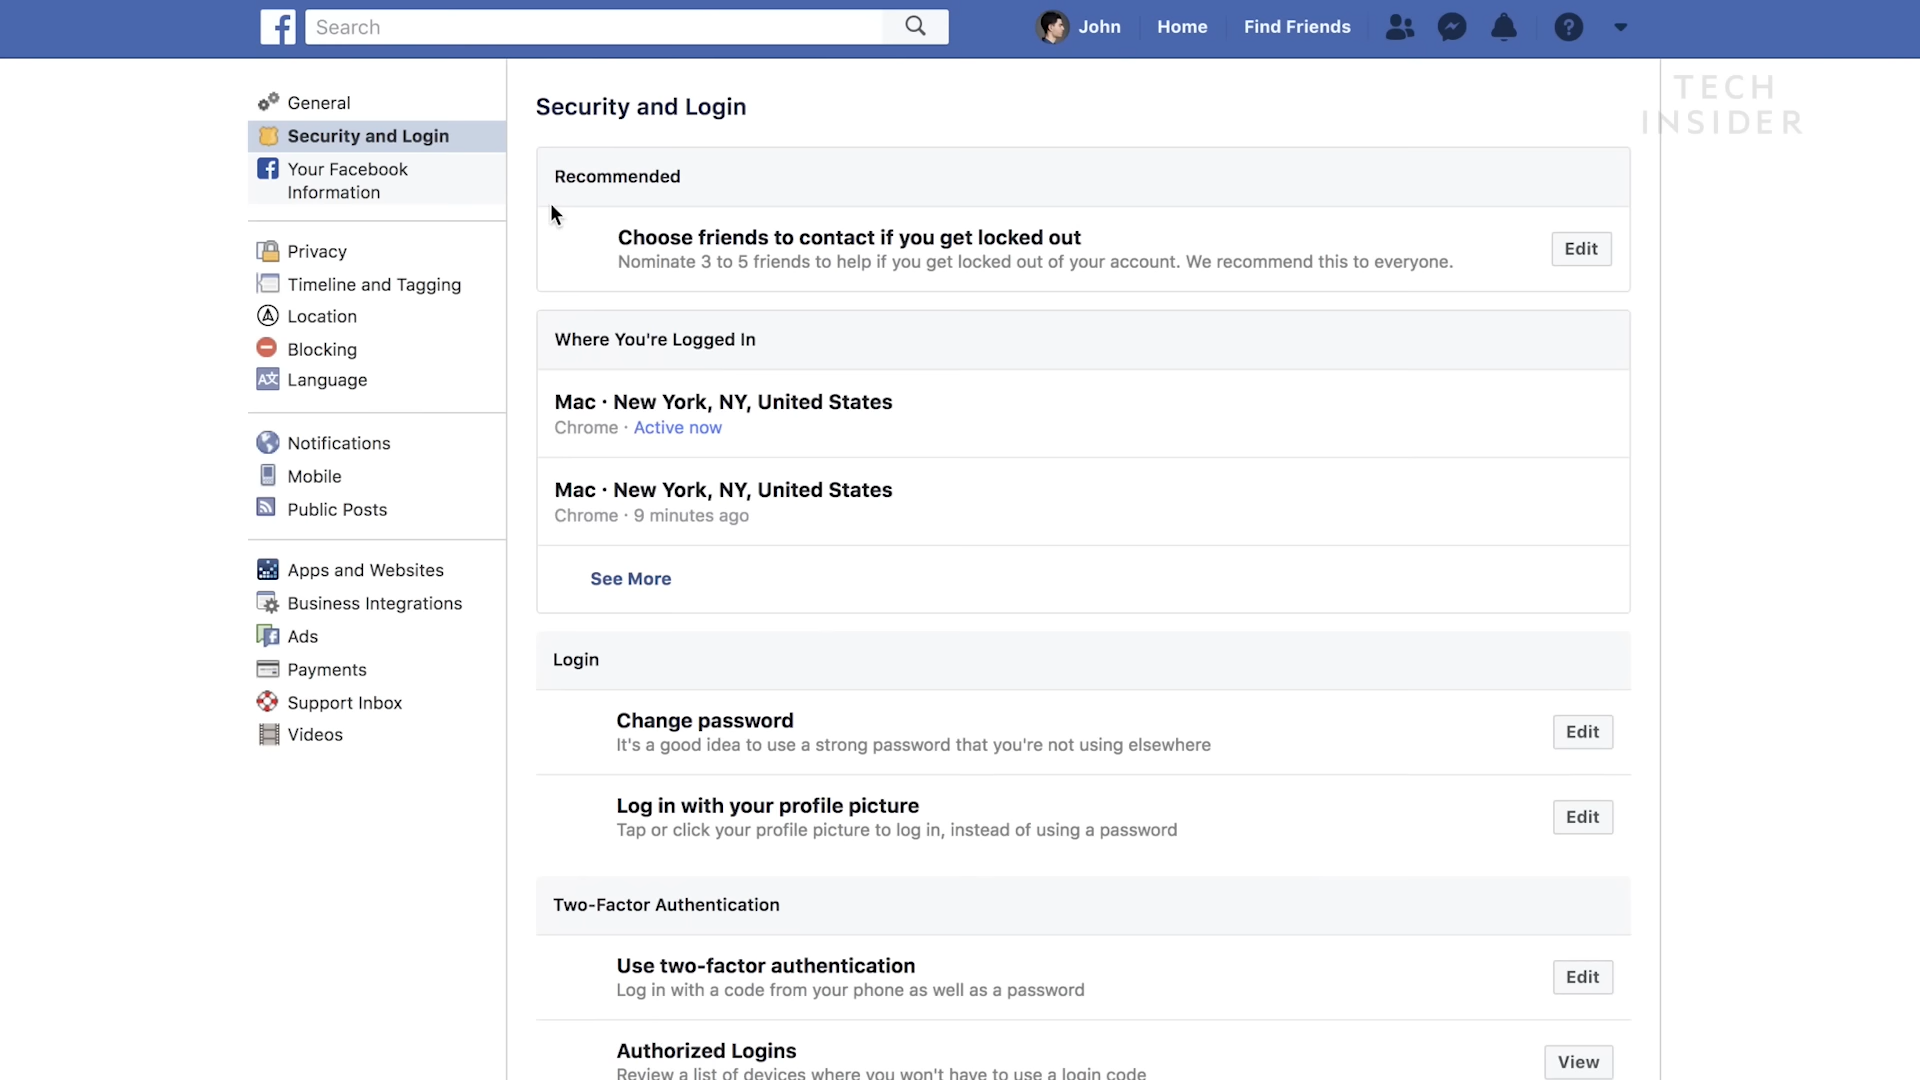 Search
John
Home
Find Friends
TECH
INSIDER
General
Security and Login
Your Facebook
Information
Privacy
Timeline and Tagging
Location
Blocking
Language
Notifications
Mobile
Public Posts
Apps and Websites
Business Integrations
Ads
Payments
Support Inbox
Videos
Security and Login
Recommended
Choose friends to contact if you get locked out
Nominate 3 to 5 friends to help if you get locked out of your account. We recommend this to everyone.
Edit
Where You're Logged In
Mac · New York, NY, United States
Chrome · Active now
Mac · New York, NY, United States
Chrome · 9 minutes ago
See More
Login
Change password
It's a good idea to use a strong password that you're not using elsewhere
Edit
Log in with your profile picture
Tap or click your profile picture to log in, instead of using a password
Edit
Two-Factor Authentication
Use two-factor authentication
Log in with a code from your phone as well as a password
Edit
Authorized Logins
Review a list of devices where you won't have to use a login code
View